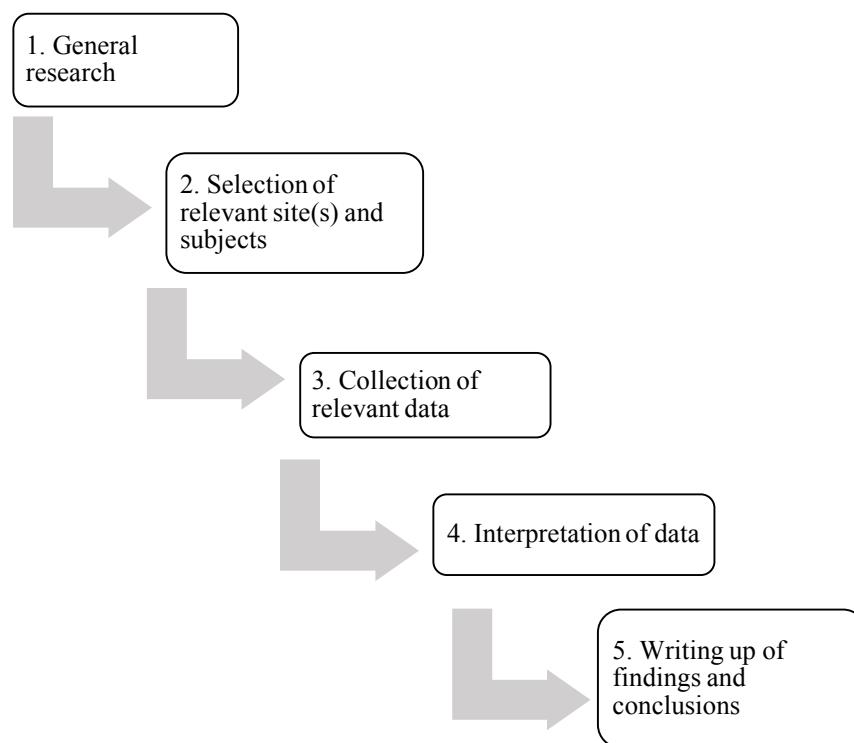 1. General
research
2. Selection of
relevant site(s) and
subjects
3. Collection of
relevant data
4. Interpretation of data
5. Writing up of
findings and
conclusions